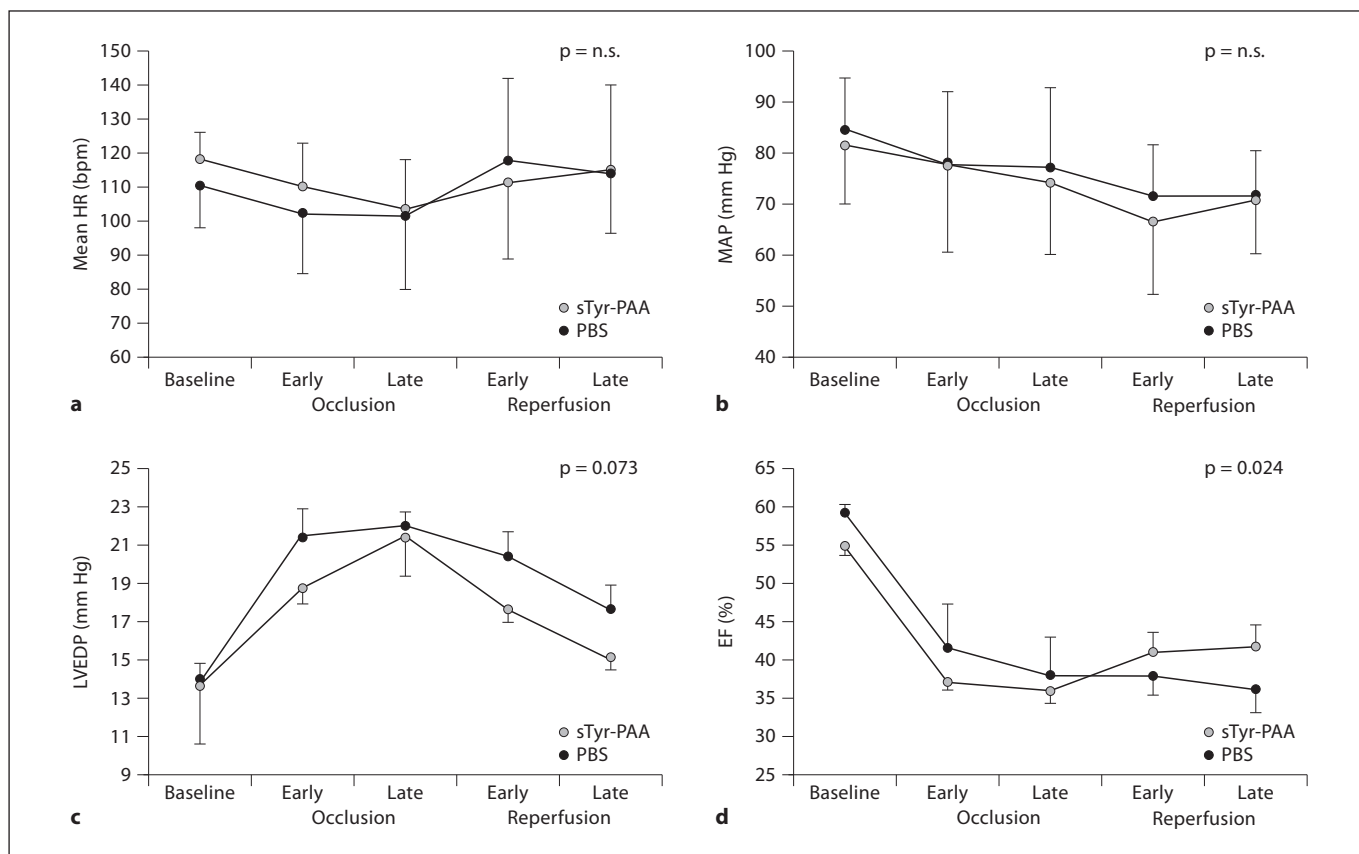 150
140
130
120
110
100
90
80
70
60
Mean HR (bpm)
p = n.s.
sTyr-PAA
PBS
Baseline Early Late Early Late
Occlusion Reperfusion
a
100
90
80
70
60
50
40
MAP (mm Hg)
p = n.s.
sTyr-PAA
PBS
Baseline Early Late Early Late
Occlusion Reperfusion
b
25
23
21
19
17
15
13
11
9
LVEDP (mm Hg)
p = 0.073
sTyr-PAA
PBS
Baseline Early Late Early Late
Occlusion Reperfusion
c
65
60
55
50
45
40
35
30
25
EF (%)
p = 0.024
sTyr-PAA
PBS
Baseline Early Late Early Late
Occlusion Reperfusion
d